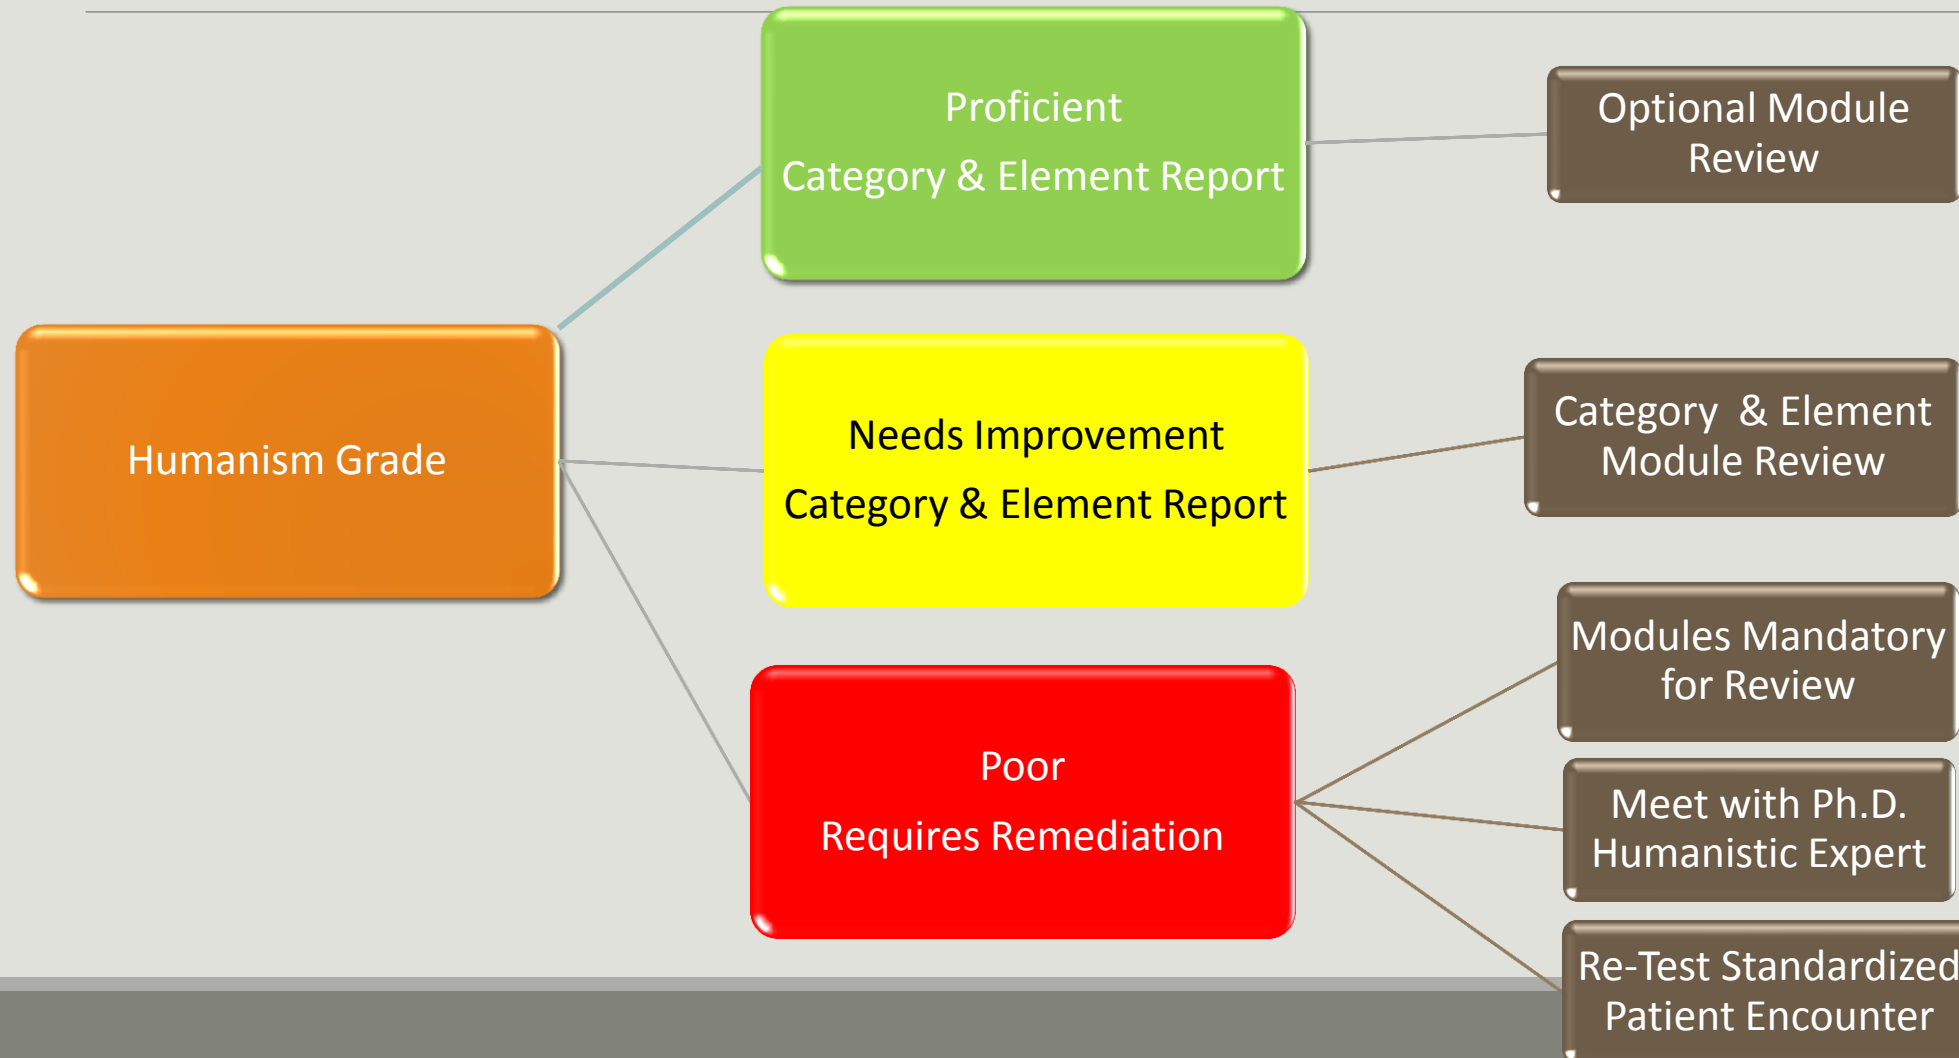 Humanism Grade
Proficient
Category & Element Report
Optional Module
Review
Needs Improvement
Category & Element Report
Category & Element
Module Review
Poor
Requires Remediation
Modules Mandatory
for Review
Meet with Ph.D.
Humanistic Expert
Re-Test Standardized
Patient Encounter